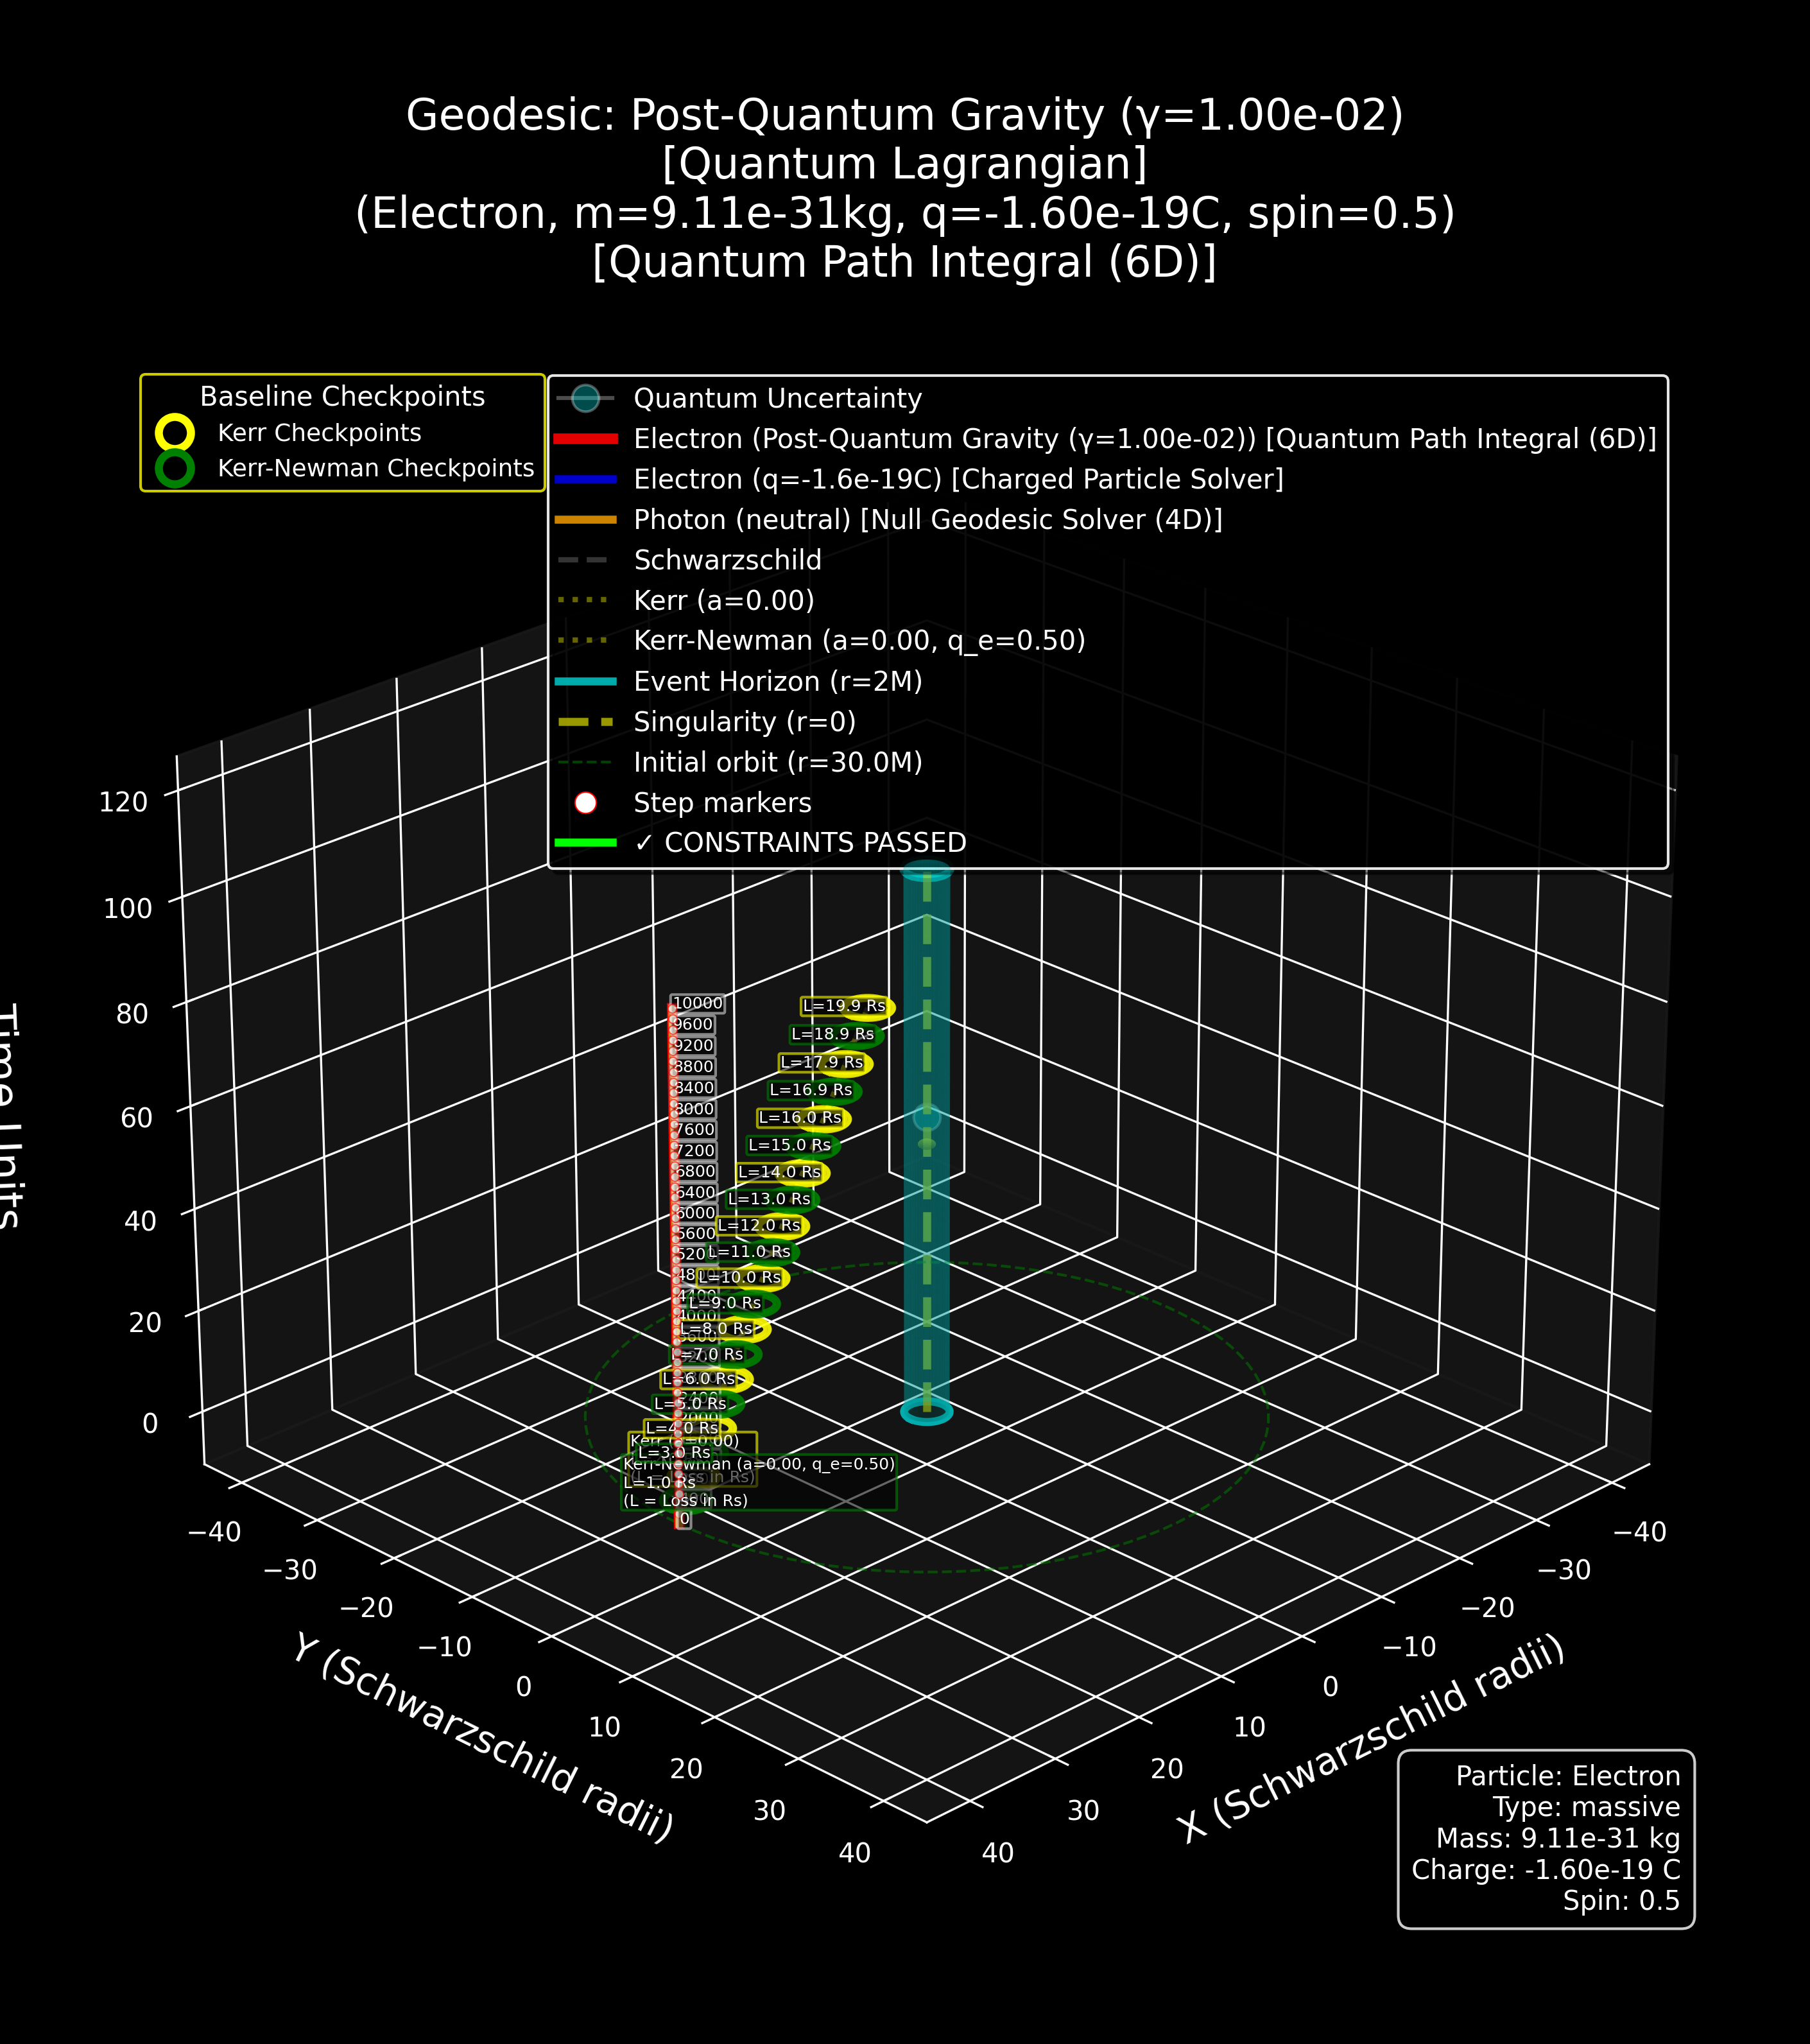 Geodesic: Post-Quantum Gravity (γ=1.00e-02)
[Quantum Lagrangian]
(Electron, m=9.11e-31kg, q=-1.60e-19C, spin=0.5)
[Quantum Path Integral (6D)]
Baseline Checkpoints
Kerr Checkpoints
Kerr-Newman Checkpoints
Quantum Uncertainty
Electron (Post-Quantum Gravity (γ=1.00e-02)) [Quantum Path Integral (6D)]
Electron (q=-1.6e-19C) [Charged Particle Solver]
Photon (neutral) [Null Geodesic Solver (4D)]
Schwarzschild
Kerr (a=0.00)
Kerr-Newman (a=0.00, q_e=0.50)
Event Horizon (r=2M)
Singularity (r=0)
Initial orbit (r=30.0M)
Step markers
✓ CONSTRAINTS PASSED
120
100
80
60
40
20
0
Time Units
10000
9600
9200
8800
8400
8000
7600
7200
6800
6400
6000
5600
5200
0
L=19.9 Rs
L=18.9 Rs
L=17.9 Rs
L=16.9 Rs
L=16.0 Rs
L=15.0 Rs
L=14.0 Rs
L=13.0 Rs
L=12.0 Rs
L=11.0 Rs
L=10.0 Rs
L=9.0 Rs
L=8.0 Rs
L=7.0 Rs
L=6.0 Rs
L=5.0 Rs
L=4.0 Rs
Kerr (a=0.00)
L=3.0 Rs
(L = Loss in Rs)
Kerr-Newman (a=0.00, q_e=0.50)
L=1.0 Rs
(L = Loss in Rs)
−40
−30
−20
−10
0
10
20
30
40
Y (Schwarzschild radii)
−40
−30
−20
−10
0
10
20
30
40
X (Schwarzschild radii)
Particle: Electron
Type: massive
Mass: 9.11e-31 kg
Charge: -1.60e-19 C
Spin: 0.5